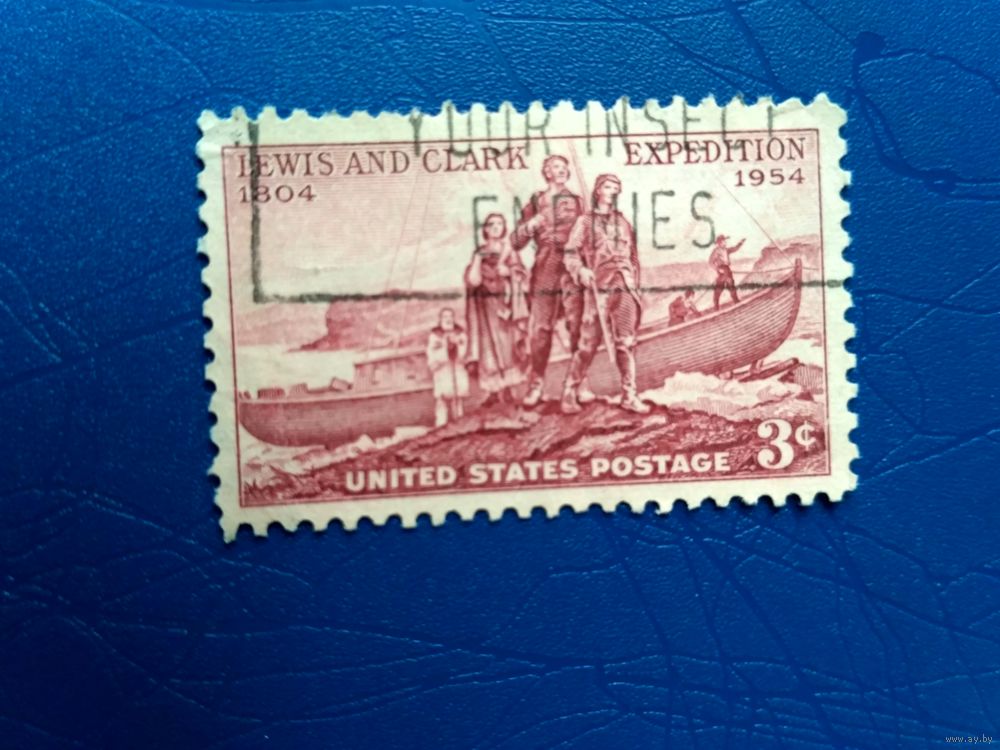 YOUR INSECT
LEWIS AND CLARK EXPEDITION
1804 1954
ENEMIES
UNITED STATES POSTAGE 3¢
www.ay.by